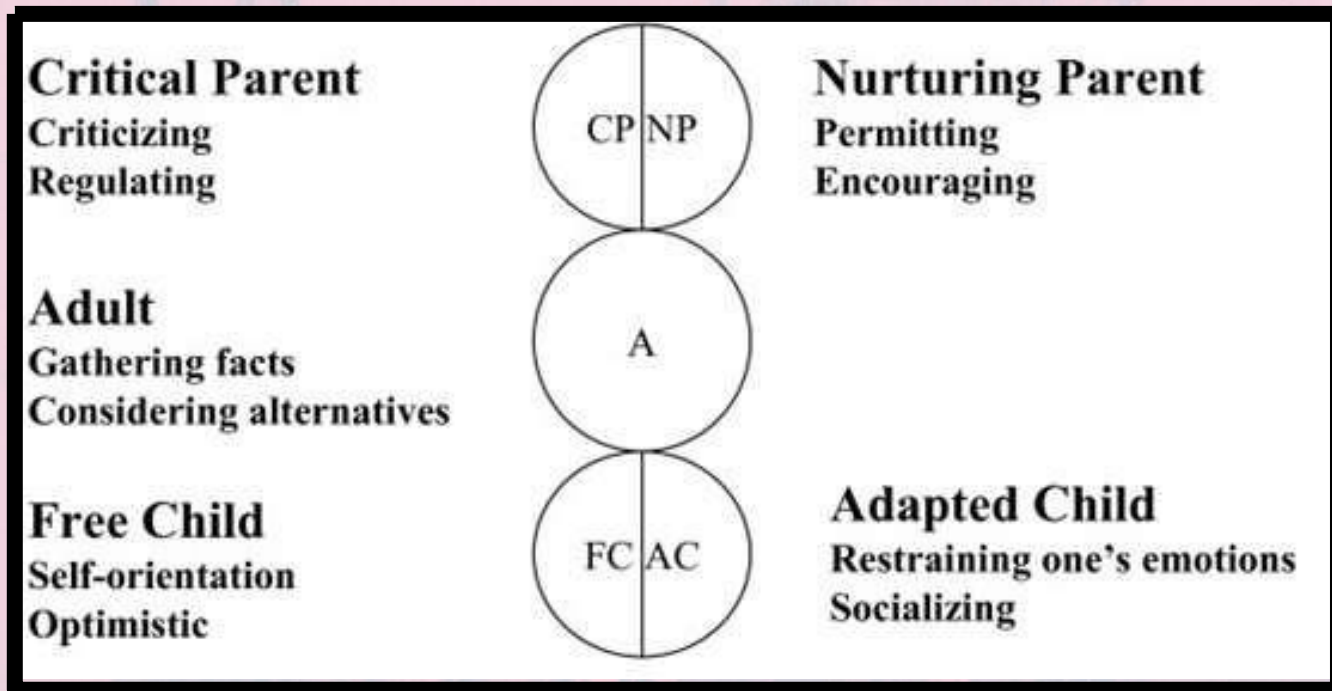 Critical Parent
Criticizing
Regulating
CP NP
Nurturing Parent
Permitting
Encouraging
Adult
Gathering facts
Considering alternatives
A
Free Child
Self-orientation
Optimistic
FC AC
Adapted Child
Restraining one's emotions
Socializing